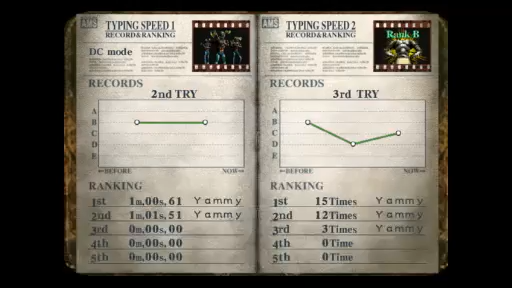 AMS
TYPING SPEED 1
RECORD&RANKING
DC mode
RECORDS
2nd TRY
A
B
C
D
E
←BEFORE NOW→
RANKING
1st 1m,00s,61 Yammy
2nd 1m,01s,51 Yammy
3rd 0m,00s,00
4th 0m,00s,00
5th 0m,00s,00
AMS
TYPING SPEED 2
RECORD&RANKING
Rank B
RECORDS
3rd TRY
A
B
C
D
E
←BEFORE NOW→
RANKING
1st 15Times Yammy
2nd 12Times Yammy
3rd 3Times Yammy
4th 0Time
5th 0Time